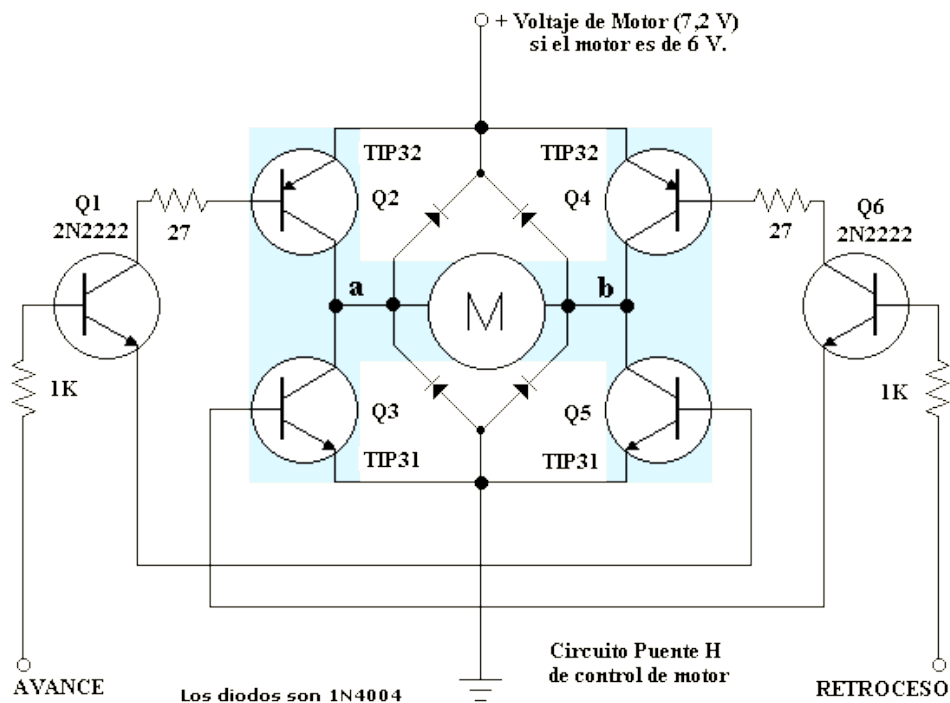 + Voltaje de Motor (7,2 V)
si el motor es de 6 V.
TIP32
TIP32
Q1
2N2222
27
Q2
Q4
27
Q6
2N2222
a
M
b
1K
Q3
Q5
1K
TIP31
TIP31
Circuito Puente H
de control de motor
AVANCE
Los diodos son 1N4004
RETROCESO